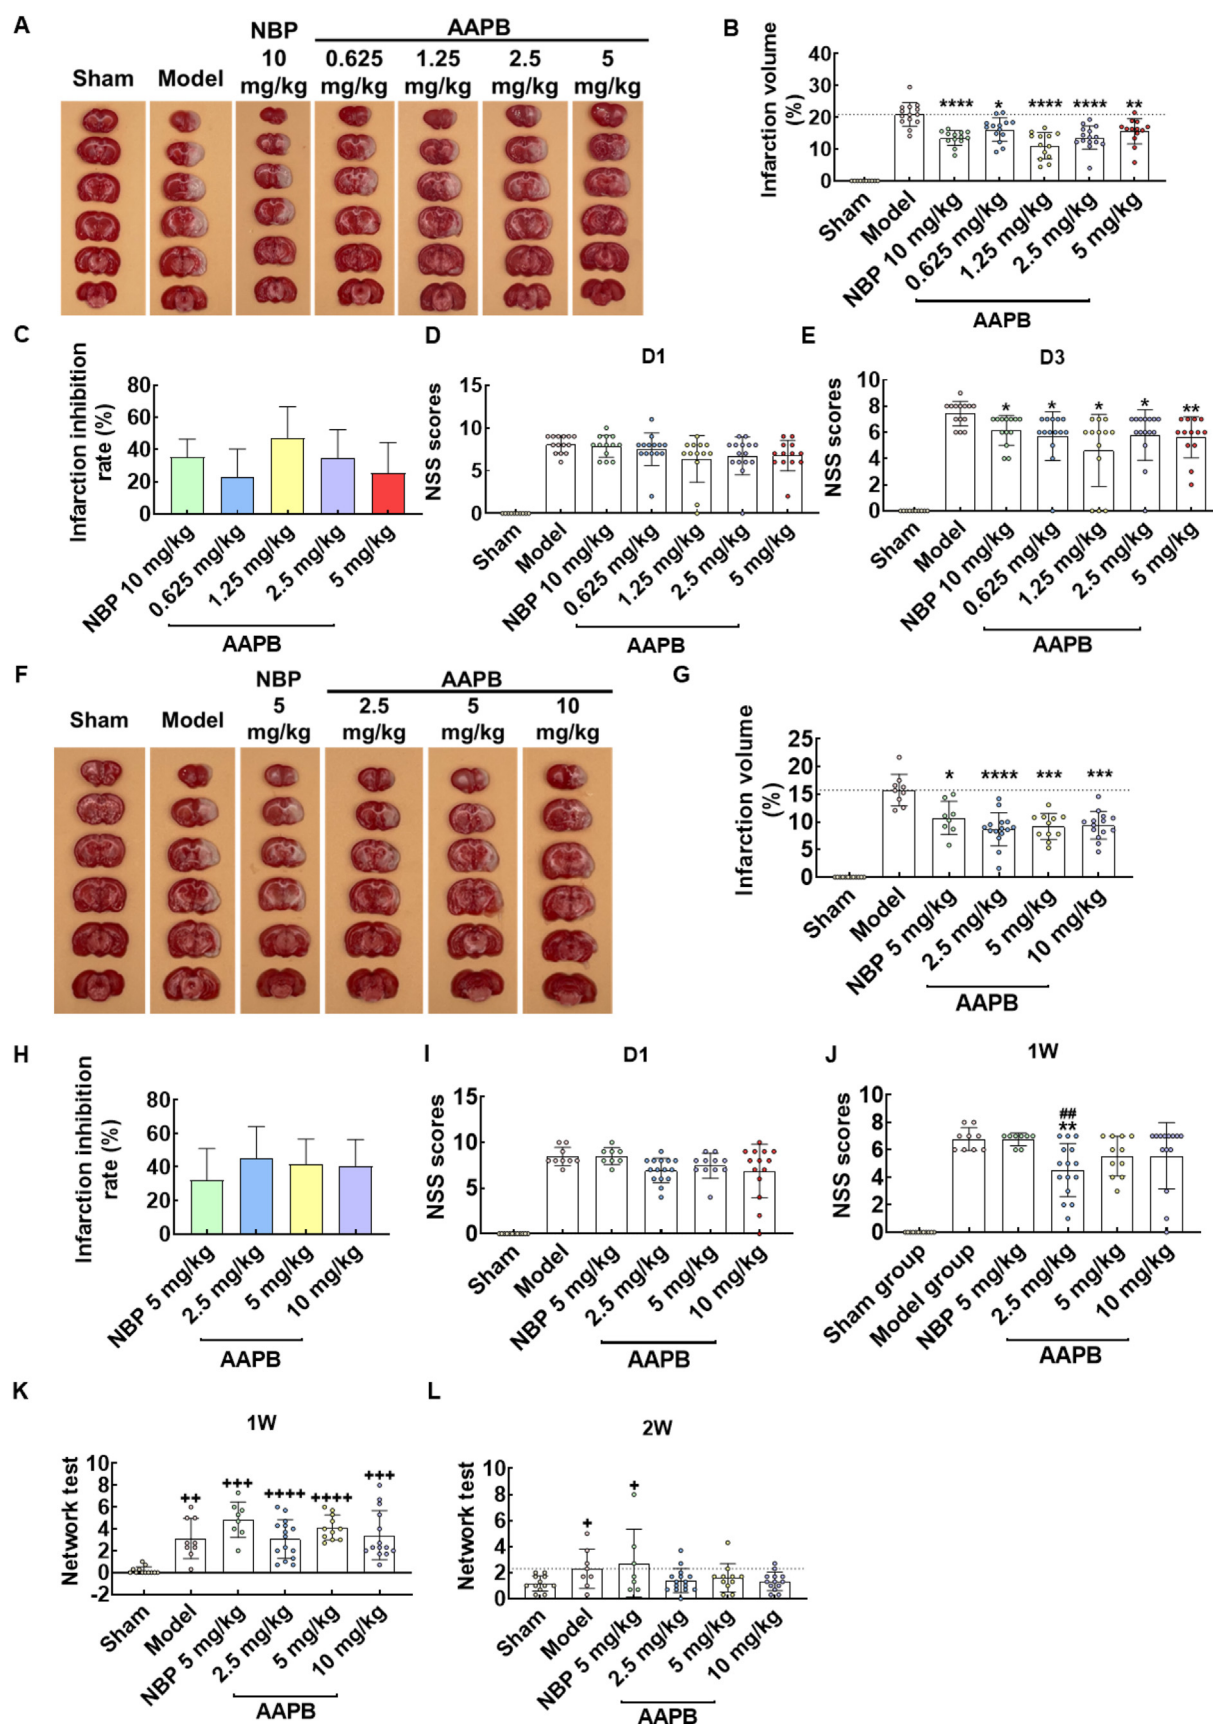 A
NBP
AAPB
Sham
Model
10
mg/kg
0.625
mg/kg
1.25
mg/kg
2.5
mg/kg
5
mg/kg
B
Infarction volume
(%)
40
30
20
10
0
****
*
****
****
**
Sham
Model
NBP 10 mg/kg
0.625 mg/kg
1.25 mg/kg
2.5 mg/kg
5 mg/kg
AAPB
C
Infarction inhibition
rate (%)
80
60
40
20
0
NBP 10 mg/kg
0.625 mg/kg
1.25 mg/kg
2.5 mg/kg
5 mg/kg
AAPB
D
D1
NSS scores
15
10
5
0
Sham
Model
NBP 10 mg/kg
0.625 mg/kg
1.25 mg/kg
2.5 mg/kg
5 mg/kg
AAPB
E
D3
NSS scores
10
8
6
4
2
0
*
*
*
*
**
Sham
Model
NBP 10 mg/kg
0.625 mg/kg
1.25 mg/kg
2.5 mg/kg
5 mg/kg
AAPB
F
NBP
AAPB
Sham
Model
5
mg/kg
2.5
mg/kg
5
mg/kg
10
mg/kg
G
Infarction volume
(%)
25
20
15
10
5
0
*
****
***
***
Sham
Model
NBP 5 mg/kg
2.5 mg/kg
5 mg/kg
10 mg/kg
AAPB
H
Infarction inhibition
rate (%)
80
60
40
20
0
NBP 5 mg/kg
2.5 mg/kg
5 mg/kg
10 mg/kg
AAPB
I
D1
NSS scores
15
10
5
0
Sham
Model
NBP 5 mg/kg
2.5 mg/kg
5 mg/kg
10 mg/kg
AAPB
J
1W
NSS scores
10
8
6
4
2
0
##
**
Sham group
Model group
NBP 5 mg/kg
2.5 mg/kg
5 mg/kg
10 mg/kg
AAPB
K
1W
Network test
10
8
6
4
2
0
-2
++
+++
++++
++++
+++
Sham
Model
NBP 5 mg/kg
2.5 mg/kg
5 mg/kg
10 mg/kg
AAPB
L
2W
Network test
10
8
6
4
2
0
+
+
Sham
Model
NBP 5 mg/kg
2.5 mg/kg
5 mg/kg
10 mg/kg
AAPB